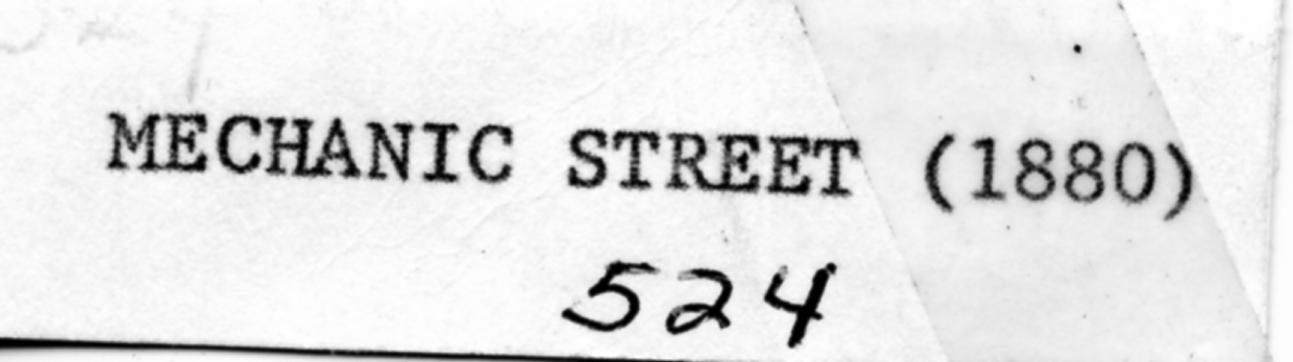 MECHANIC STREET (1880)
524